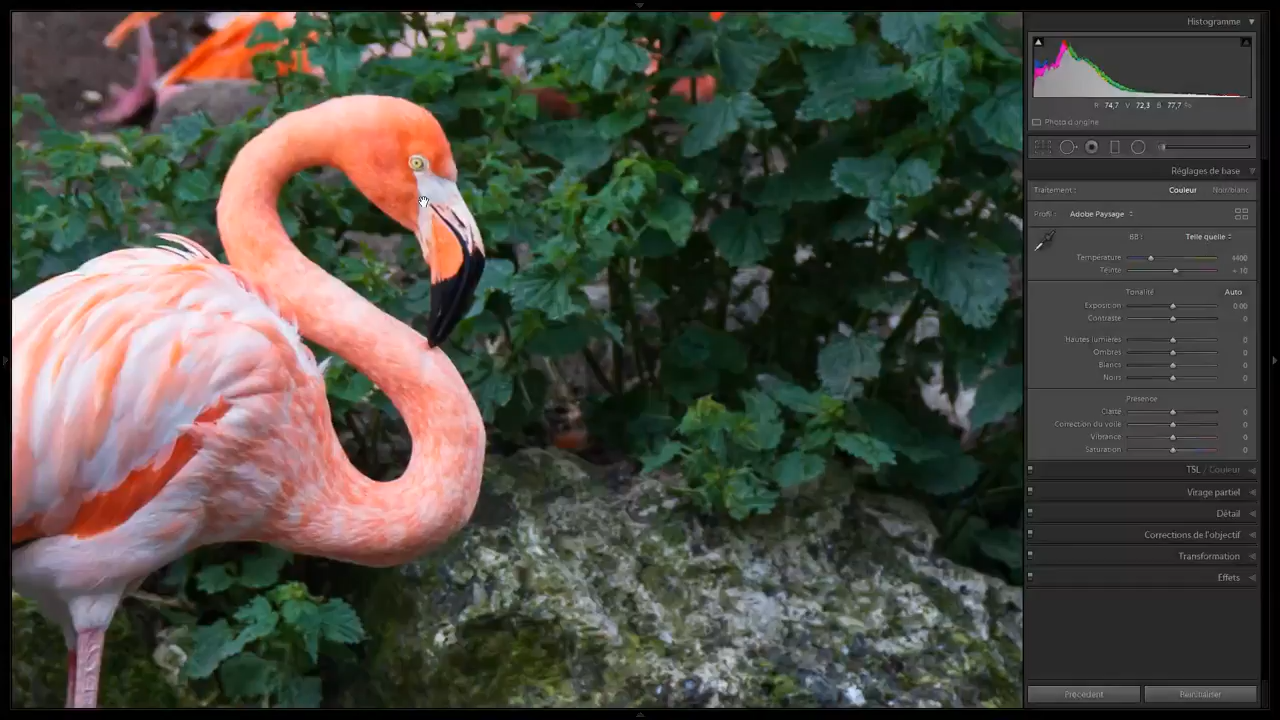 Histogramme
R 74,7 V 72,3 B 77,7 %
Photo d'origine
Réglages de base
Traitement : Couleur Noir/blanc
Profil : Adobe Paysage
BB : Telle quelle
Température 4400
Teinte + 10
Tonalité Auto
Exposition 0,00
Contraste 0
Hautes lumières 0
Ombres 0
Blancs 0
Noirs 0
Présence
Clarté 0
Correction du voile 0
Vibrance 0
Saturation 0
TSL / Couleur
Virage partiel
Détail
Corrections de l'objectif
Transformation
Effets
Précédent Réinitialiser